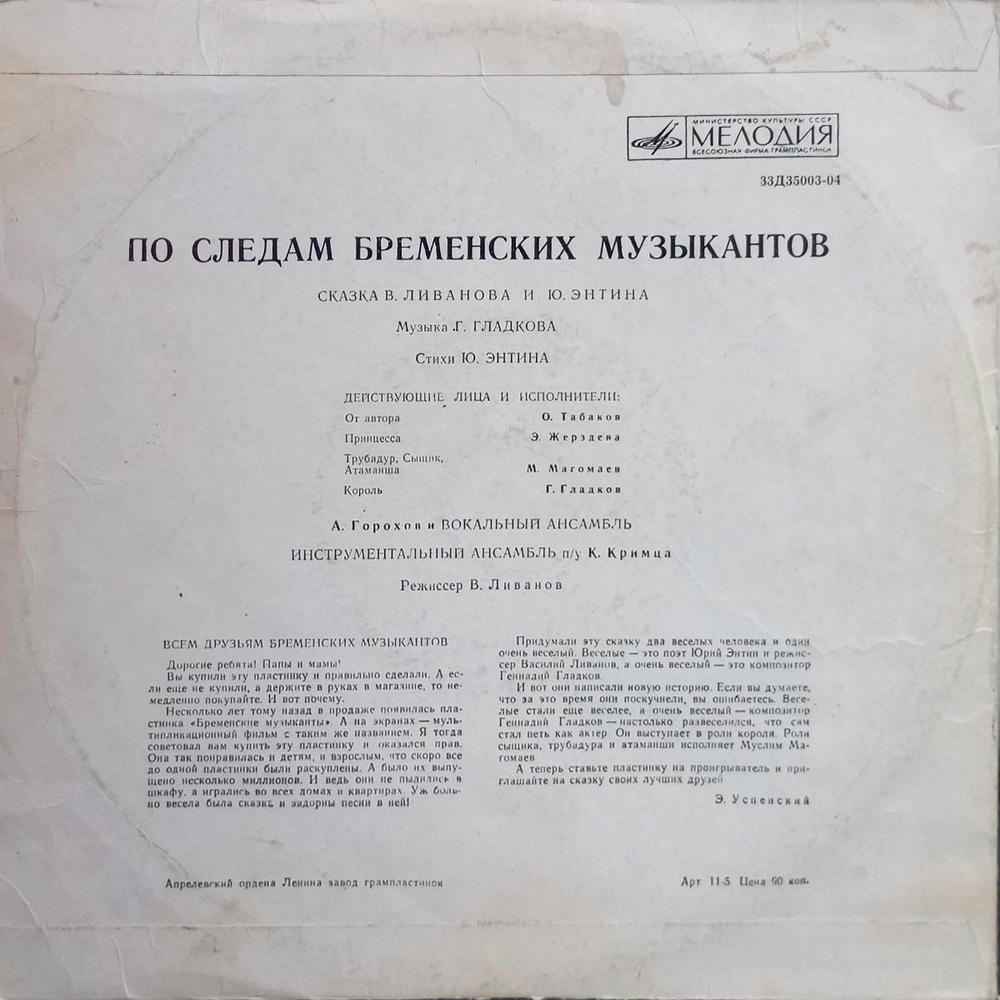 МИНИСТЕРСТВО КУЛЬТУРЫ СССР
МЕЛОДИЯ
ВСЕСОЮЗНАЯ ФИРМА ГРАМПЛАСТИНОК
33Д35003-04
ПО СЛЕДАМ БРЕМЕНСКИХ МУЗЫКАНТОВ
СКАЗКА В. ЛИВАНОВА И Ю. ЭНТИНА
Музыка Г. ГЛАДКОВА
Стихи Ю. ЭНТИНА
ДЕЙСТВУЮЩИЕ ЛИЦА И ИСПОЛНИТЕЛИ:
От автора О. Табаков
Принцесса Э. Жерздева
Трубадур, Сыщик,
Атаманша М. Магомаев
Король Г. Гладков
А. Горохов и ВОКАЛЬНЫЙ АНСАМБЛЬ
ИНСТРУМЕНТАЛЬНЫЙ АНСАМБЛЬ п/у К. Кримца
Режиссер В. Ливанов
ВСЕМ ДРУЗЬЯМ БРЕМЕНСКИХ МУЗЫКАНТОВ
Дорогие ребята! Папы и мамы!
Вы купили эту пластинку и правильно сделали. А ес-
ли еще не купили, а держите в руках в магазине, то не-
медленно покупайте. И вот почему.
Несколько лет тому назад в продаже появилась пла-
стинка «Бременские музыканты». А на экранах — муль-
типликационный фильм с таким же названием. Я тогда
советовал вам купить эту пластинку и оказался прав.
Она так понравилась и детям, и взрослым, что скоро все
до одной пластинки были раскуплены. А было их выпу-
щено несколько миллионов. И ведь они не пылились в
шкафу, а игрались во всех домах и квартирах. Уж боль-
но весела была сказка и задорны песни в ней!
Придумали эту сказку два веселых человека и один
очень веселый. Веселые — это поэт Юрий Энтин и режис-
сер Василий Ливанов, а очень веселый — это композитор
Геннадий Гладков.
И вот они написали новую историю. Если вы думаете,
что за это время они поскучнели, вы ошибаетесь. Весе-
лые стали еще веселее, а очень веселый — композитор
Геннадий Гладков — настолько развеселился, что сам
стал петь как актер. Он выступает в роли короля. Роли
сыщика, трубадура и атаманши исполняет Муслим Ма-
гомаев
А теперь ставьте пластинку на проигрыватель и при-
глашайте на сказку своих лучших друзей
Э. Успенский
Апрелевский ордена Ленина завод грампластинок
Арт 11-5 Цена 90 коп.